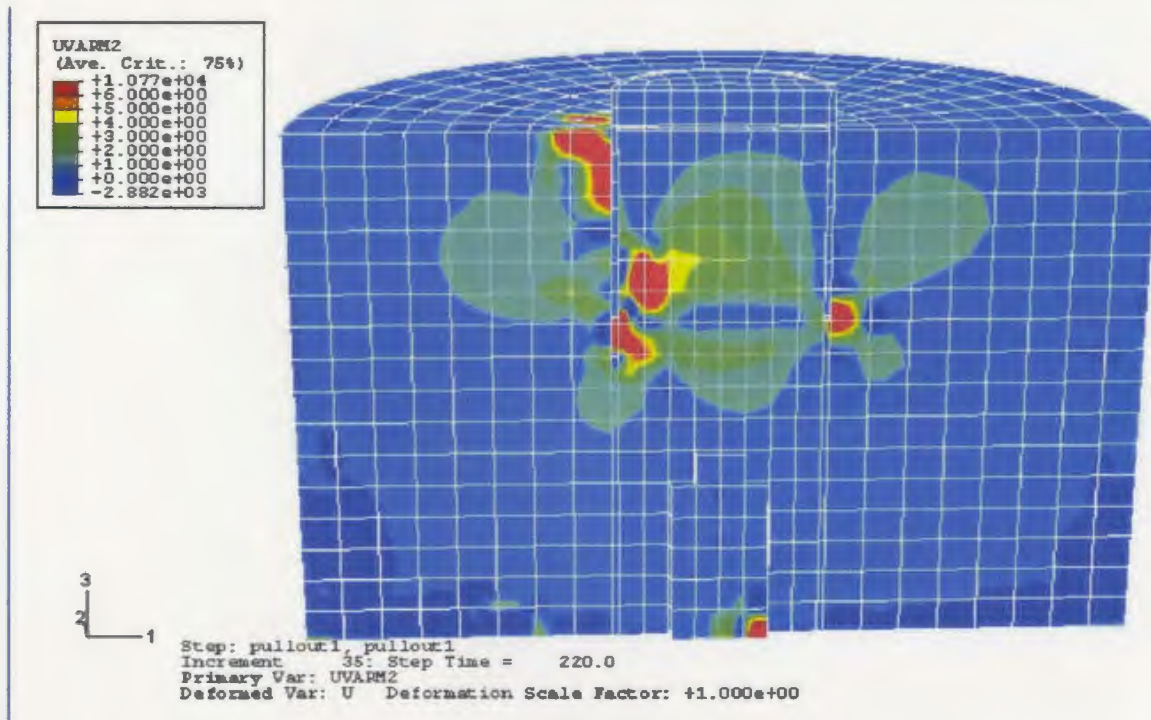 UVARM2
(Ave. Crit.: 75%)
+1.077e+04
+6.000e+00
+5.000e+00
+4.000e+00
+3.000e+00
+2.000e+00
+1.000e+00
+0.000e+00
-2.882e+03
3
2
1
Step: pullout1, pullout1
Increment 35: Step Time = 220.0
Primary Var: UVARM2
Deformed Var: U Deformation Scale Factor: +1.000e+00